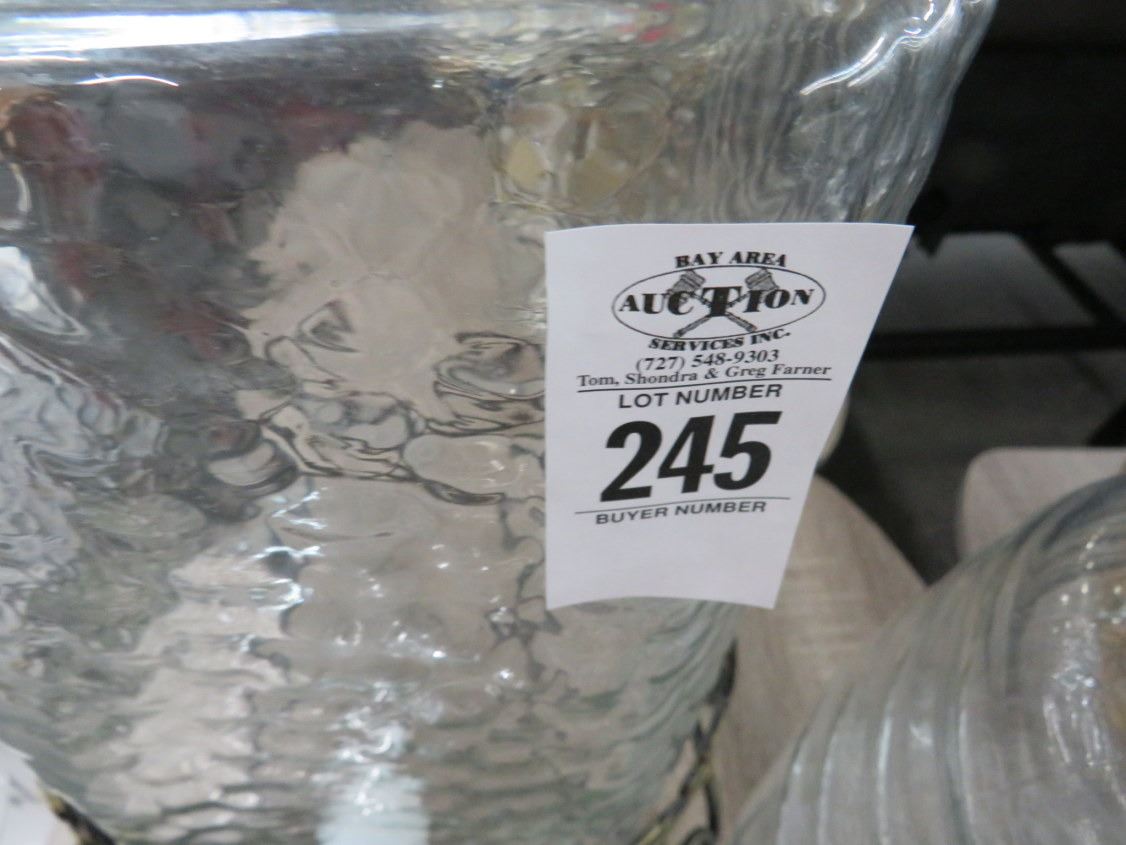 BAY AREA
AUCTION
SERVICES INC.
(727) 548-9303
Tom, Shondra & Greg Farner
LOT NUMBER
245
BUYER NUMBER